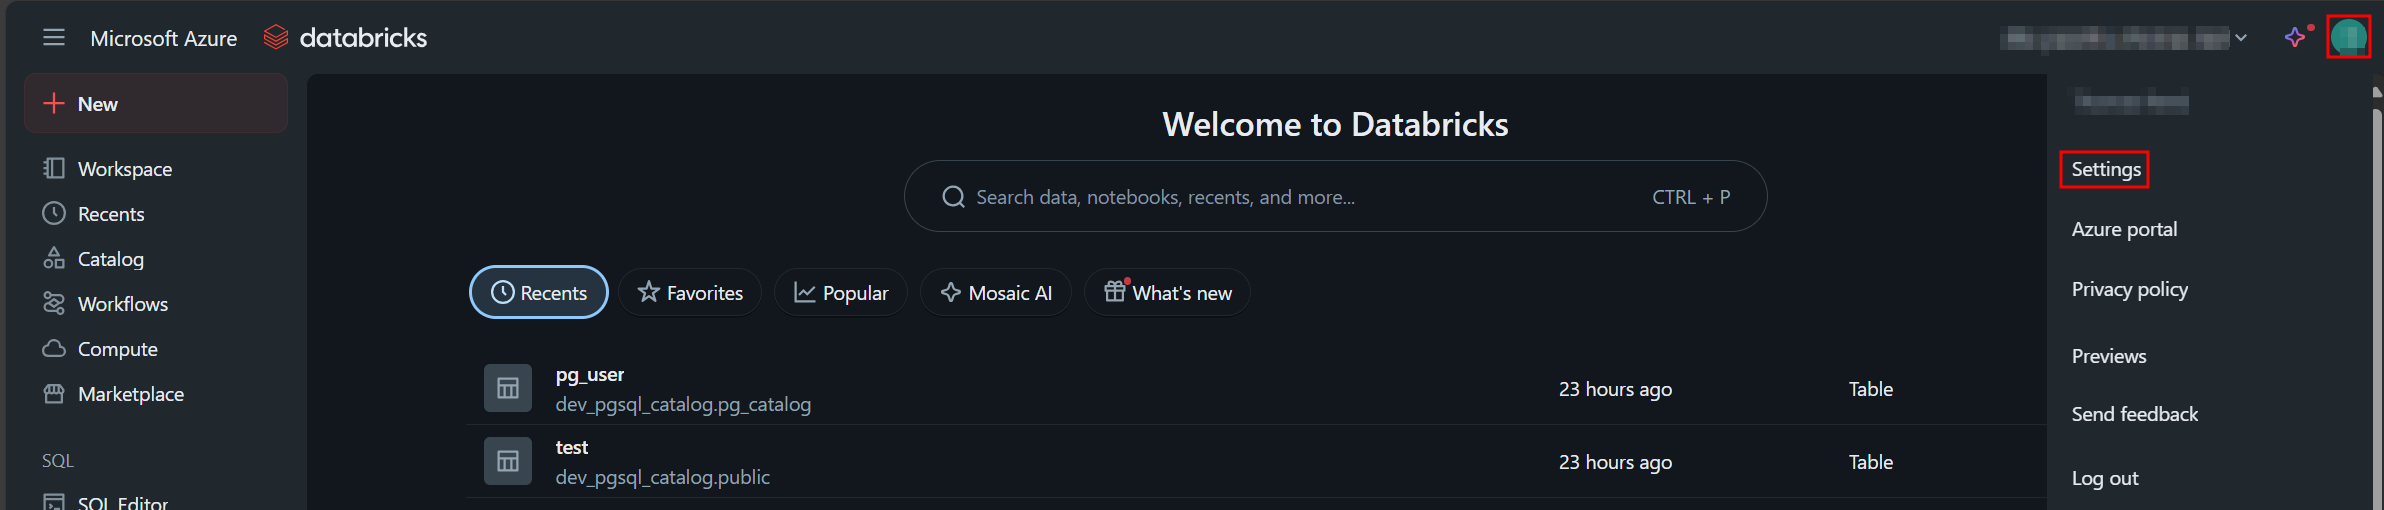 Microsoft Azure databricks
New
Workspace
Recents
Catalog
Workflows
Compute
Marketplace
SQL
SQL Editor
Welcome to Databricks
Search data, notebooks, recents, and more... CTRL + P
Recents Favorites Popular Mosaic AI What's new
pg_user
dev_pgsql_catalog.pg_catalog
23 hours ago Table
test
dev_pgsql_catalog.public
23 hours ago Table
Settings
Azure portal
Privacy policy
Previews
Send feedback
Log out